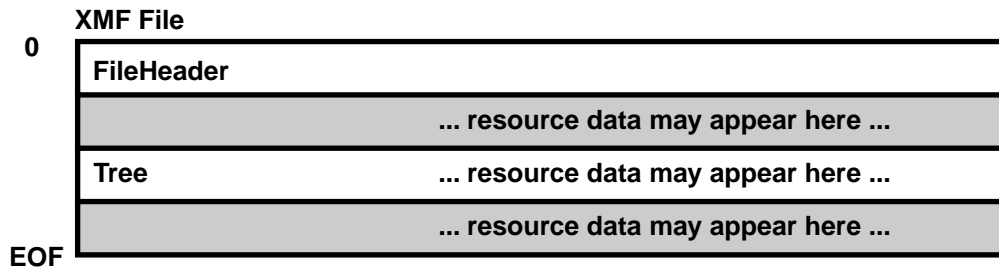 XMF File
0
FileHeader
... resource data may appear here ...
Tree ... resource data may appear here ...
... resource data may appear here ...
EOF